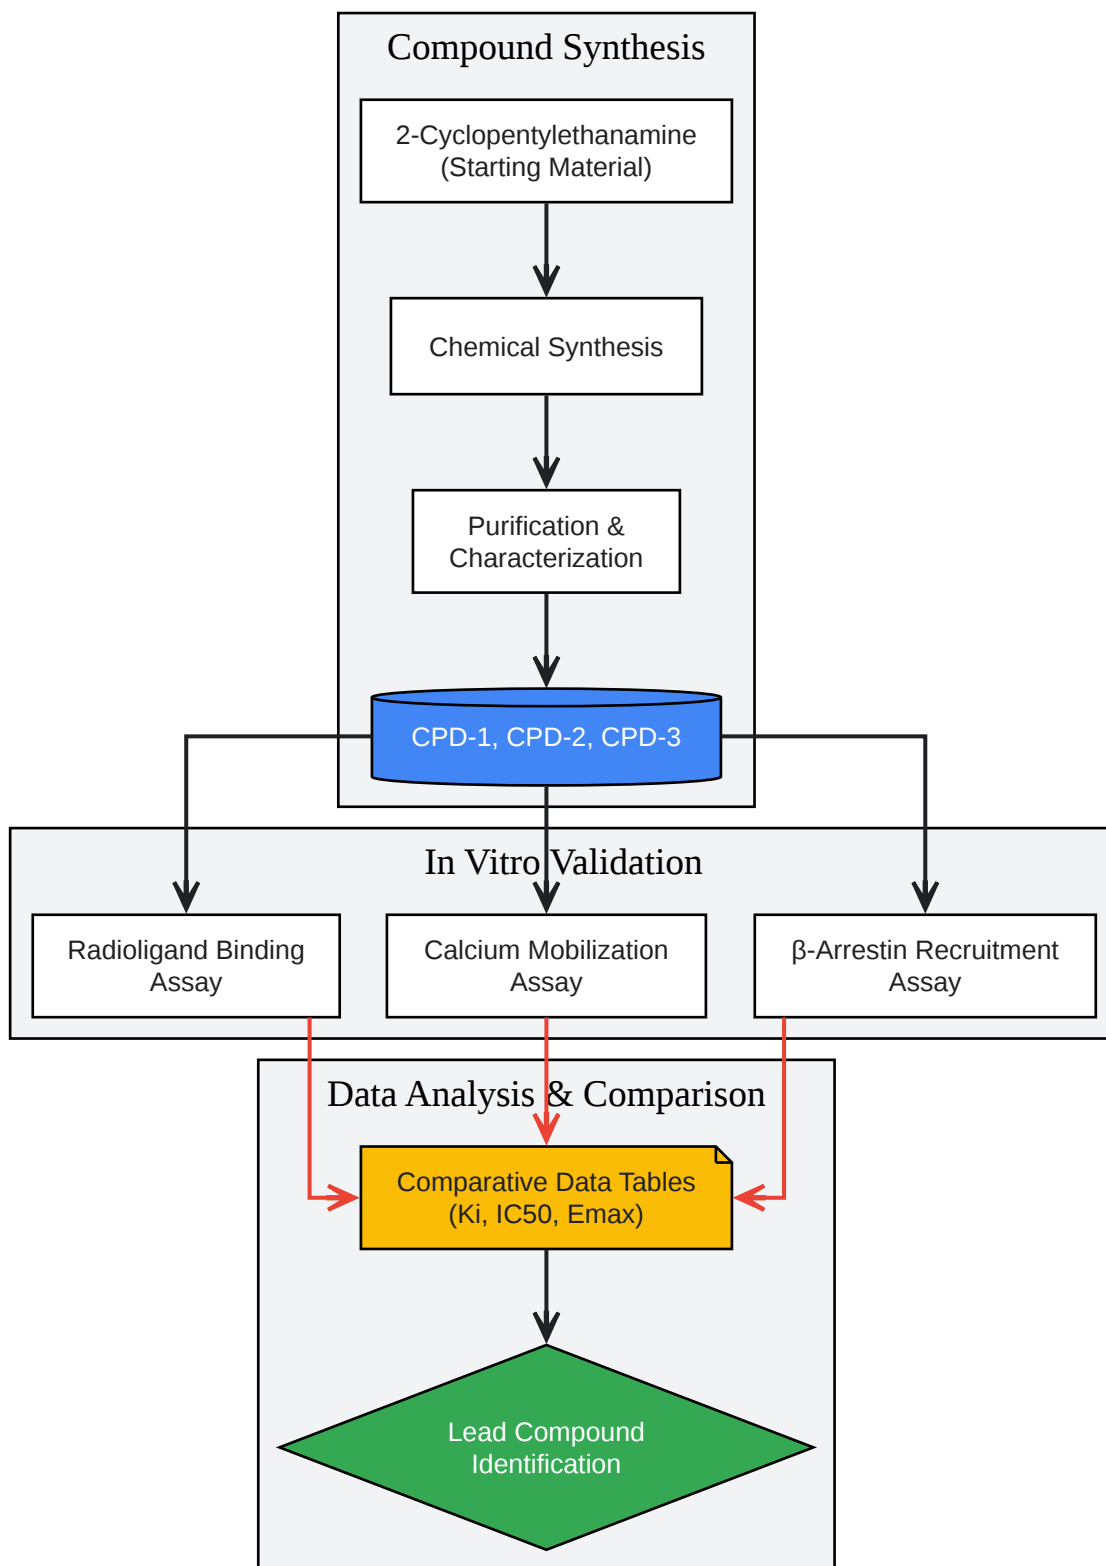 Compound Synthesis
2-Cyclopentylethanamine
(Starting Material)
Chemical Synthesis
Purification &
Characterization
CPD-1, CPD-2, CPD-3
In Vitro Validation
Radioligand Binding
Assay
Calcium Mobilization
Assay
β-Arrestin Recruitment
Assay
Data Analysis & Comparison
Comparative Data Tables
(Ki, IC50, Emax)
Lead Compound
Identification